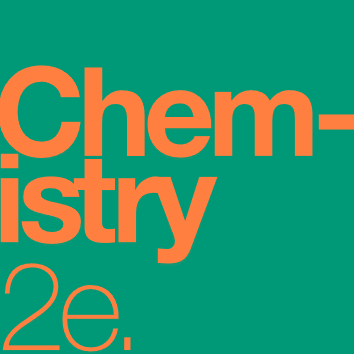 Chem-
istry
2e.